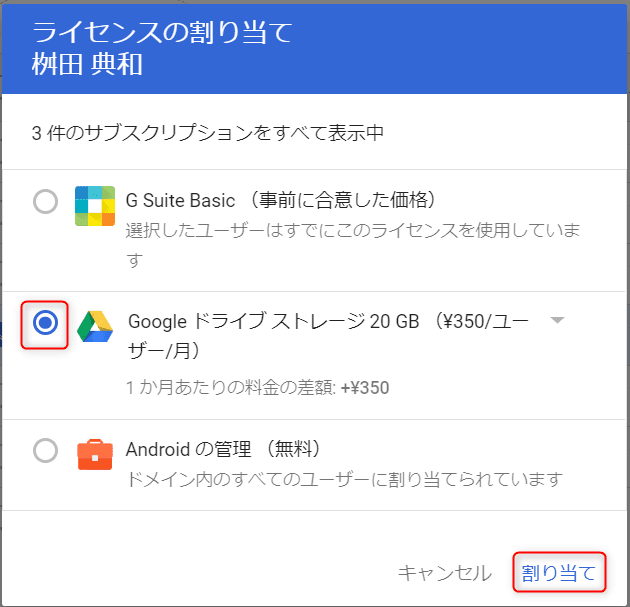 ライセンスの割り当て
桝田 典和
3 件のサブスクリプションをすべて表示中
G Suite Basic （事前に合意した価格）
選択したユーザーはすでにこのライセンスを使用していま
す
Google ドライブ ストレージ 20 GB （¥350/ユー
ザー/月）
1 か月あたりの料金の差額: +¥350
Android の管理 （無料）
ドメイン内のすべてのユーザーに割り当てられています
キャンセル 割り当て